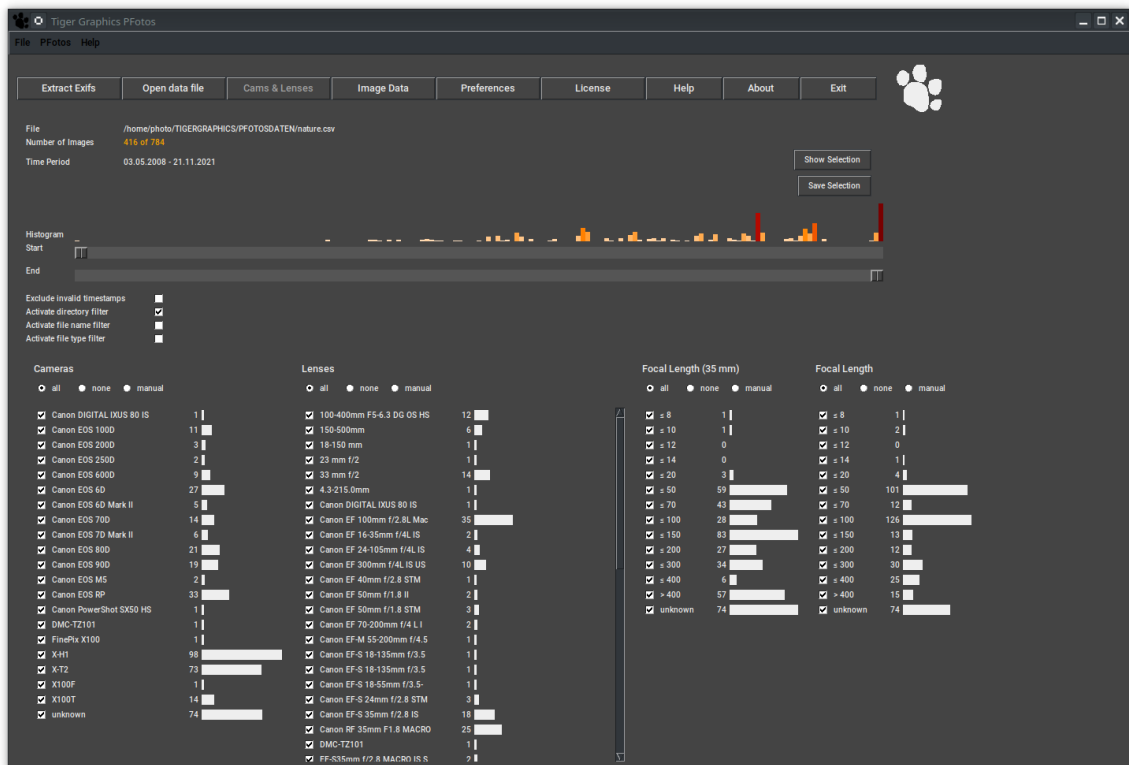 Tiger Graphics PFotos
File PFotos Help
Extract Exifs Open data file Cams & Lenses Image Data Preferences License Help About Exit
File /home/photo/TIGERGRAPHICS/PFOTOSDATEN/nature.csv
Number of Images 416 of 784
Time Period 03.05.2008 - 21.11.2021
Show Selection
Save Selection
Histogram
Start
End
Exclude invalid timestamps
Activate directory filter
Activate file name filter
Activate file type filter
Cameras
all none manual
Canon DIGITAL IXUS 80 IS 1
Canon EOS 100D 11
Canon EOS 200D 3
Canon EOS 250D 2
Canon EOS 600D 9
Canon EOS 6D 27
Canon EOS 6D Mark II 5
Canon EOS 70D 14
Canon EOS 7D Mark II 6
Canon EOS 80D 21
Canon EOS 90D 19
Canon EOS M5 2
Canon EOS RP 33
Canon PowerShot SX50 HS 1
DMC-TZ101 1
FinePix X100 1
X-H1 98
X-T2 73
X100F 1
X100T 14
unknown 74
Lenses
all none manual
100-400mm F5-6.3 DG OS HS 12
150-500mm 6
18-150 mm 1
23 mm f/2 1
33 mm f/2 14
4.3-215.0mm 1
Canon DIGITAL IXUS 80 IS 1
Canon EF 100mm f/2.8L Mac 35
Canon EF 16-35mm f/4L IS 2
Canon EF 24-105mm f/4L IS 4
Canon EF 300mm f/4L IS US 10
Canon EF 40mm f/2.8 STM 1
Canon EF 50mm f/1.8 II 2
Canon EF 50mm f/1.8 STM 3
Canon EF 70-200mm f/4 L I 2
Canon EF-M 55-200mm f/4.5 1
Canon EF-S 18-135mm f/3.5 1
Canon EF-S 18-135mm f/3.5 1
Canon EF-S 18-55mm f/3.5- 1
Canon EF-S 24mm f/2.8 STM 3
Canon EF-S 35mm f/2.8 IS 18
Canon RF 35mm F1.8 MACRO 25
DMC-TZ101 1
EF-S35mm f/2.8 MACRO IS S 2
Focal Length (35 mm)
all none manual
≤ 8 1
≤ 10 1
≤ 12 0
≤ 14 0
≤ 20 3
≤ 50 59
≤ 70 43
≤ 100 28
≤ 150 83
≤ 200 27
≤ 300 34
≤ 400 6
> 400 57
unknown 74
Focal Length
all none manual
≤ 8 1
≤ 10 2
≤ 12 0
≤ 14 1
≤ 20 4
≤ 50 101
≤ 70 12
≤ 100 126
≤ 150 13
≤ 200 12
≤ 300 30
≤ 400 25
> 400 15
unknown 74